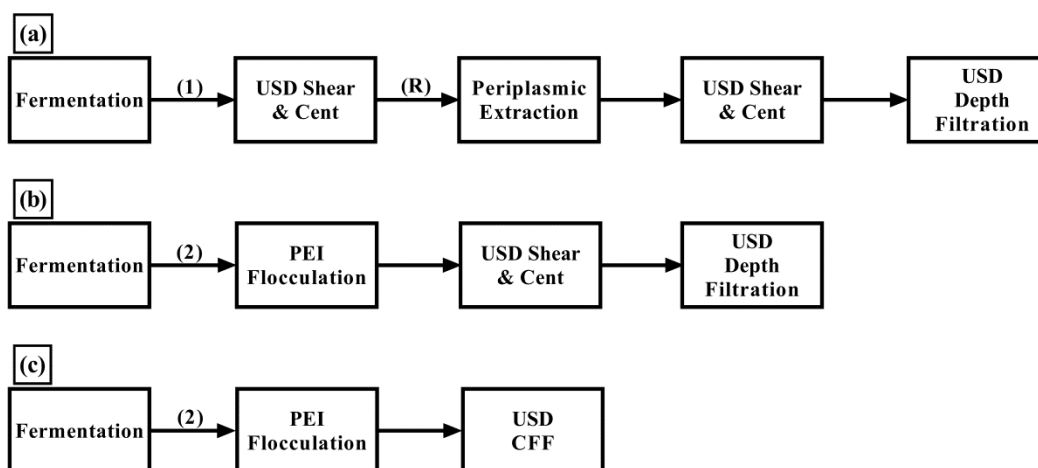 (a)
Fermentation
(1)
USD Shear
& Cent
(R)
Periplasmic
Extraction
USD Shear
& Cent
USD
Depth
Filtration
(b)
Fermentation
(2)
PEI
Flocculation
USD Shear
& Cent
USD
Depth
Filtration
(c)
Fermentation
(2)
PEI
Flocculation
USD
CFF